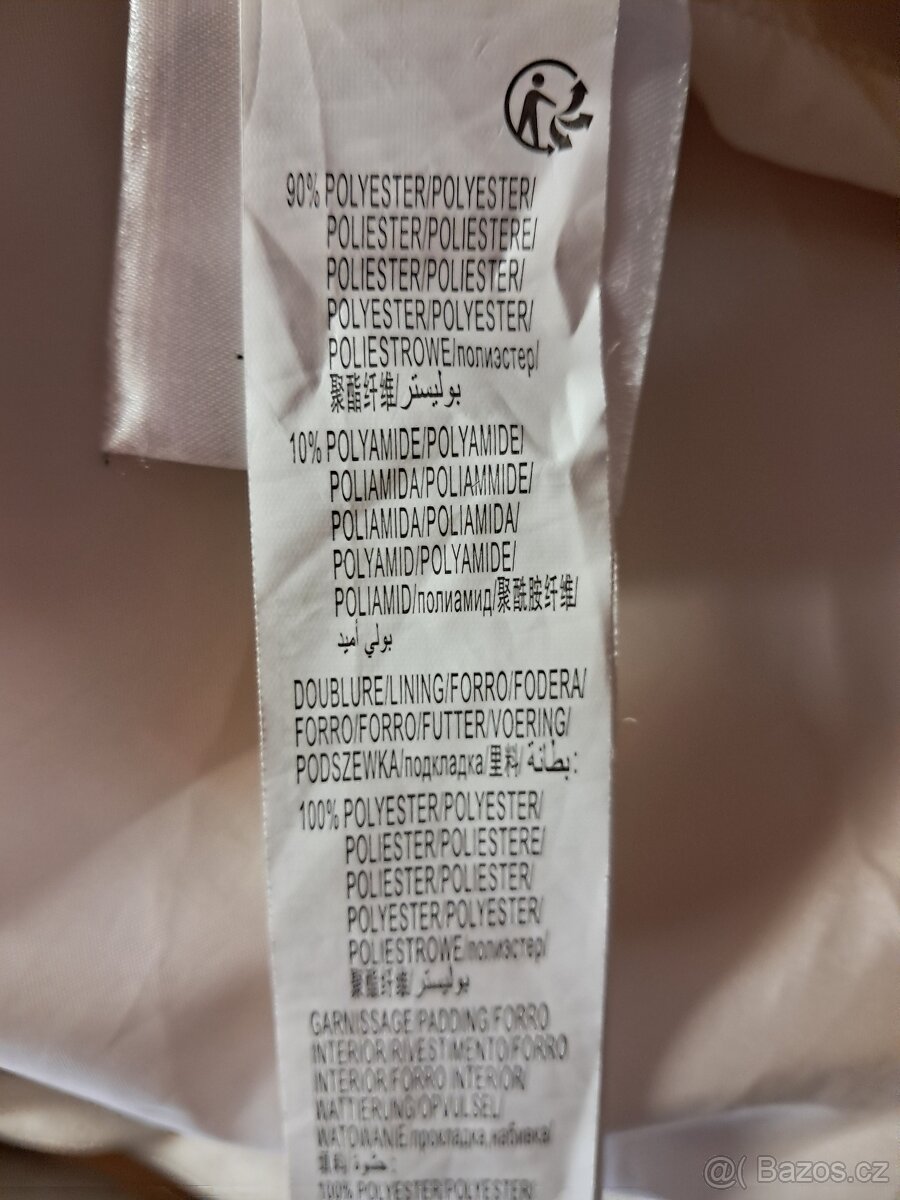 90% POLYESTER/POLYESTER/
POLIESTER/POLIESTERE/
POLIESTER/POLIESTER/
POLYESTER/POLYESTER/
POLIESTROWE/полиэстер/
聚酯纤维/بوليستر
10% POLYAMIDE/POLYAMIDE/
POLIAMIDA/POLIAMMIDE/
POLIAMIDA/POLIAMIDA/
POLYAMID/POLYAMIDE/
POLIAMID/полиамид/聚酰胺纤维/
بولي أميد
DOUBLURE/LINING/FORRO/FODERA/
FORRO/FORRO/FUTTER/VOERING/
PODSZEWKA/подкладка/里料/بطانة:
100% POLYESTER/POLYESTER/
POLIESTER/POLIESTERE/
POLIESTER/POLIESTER/
POLYESTER/POLYESTER/
POLIESTROWE/полиэстер/
聚酯纤维/بوليستر
GARNISSAGE/PADDING/FORRO
INTERIOR/RIVESTIMENTO/FORRO
INTERIOR/FORRO INTERIOR/
WATTIERUNG/OPVULSEL/
WATOWANIE/прокладка,набивка/
حشوة:
100% POLYESTER/POLYESTER/
@( Bazos.cz